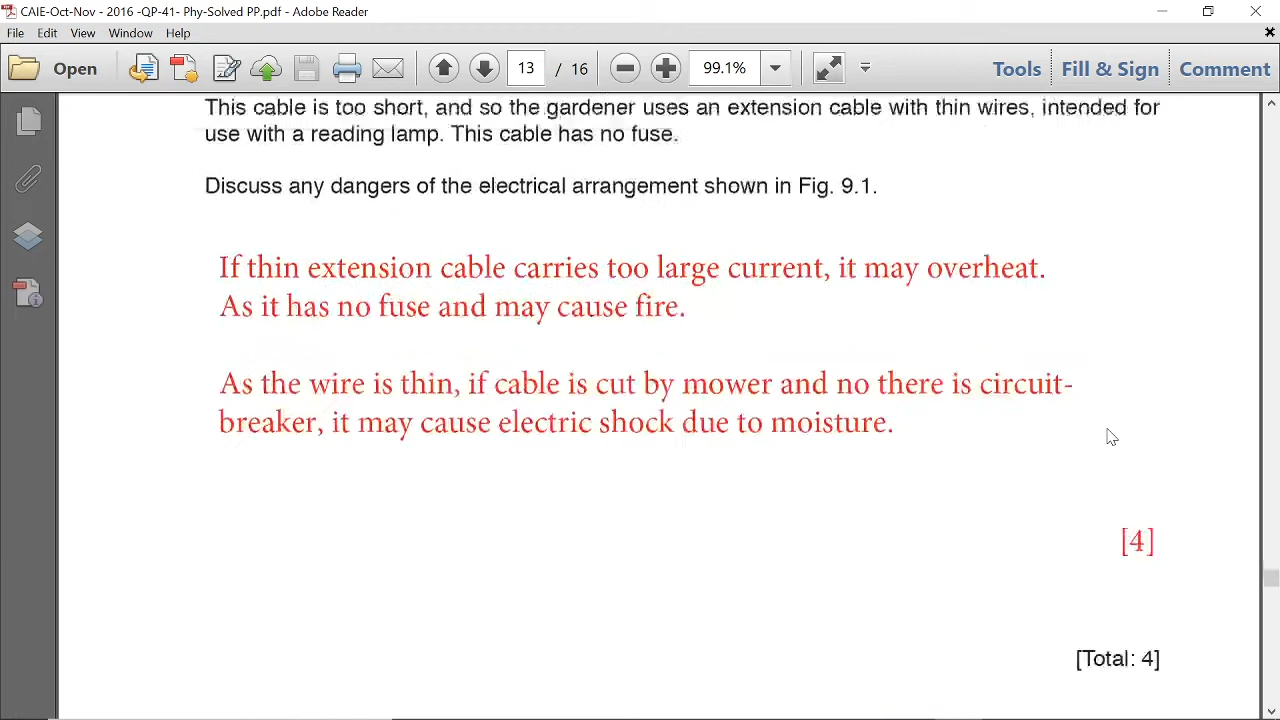 CAIE-Oct-Nov - 2016 -QP-41- Phy-Solved PP.pdf - Adobe Reader
File Edit View Window Help
Open 13 / 16 99.1% Tools Fill & Sign Comment
This cable is too short, and so the gardener uses an extension cable with thin wires, intended for
use with a reading lamp. This cable has no fuse.
Discuss any dangers of the electrical arrangement shown in Fig. 9.1.
If thin extension cable carries too large current, it may overheat.
As it has no fuse and may cause fire.
As the wire is thin, if cable is cut by mower and no there is circuit-
breaker, it may cause electric shock due to moisture.
[4]
[Total: 4]